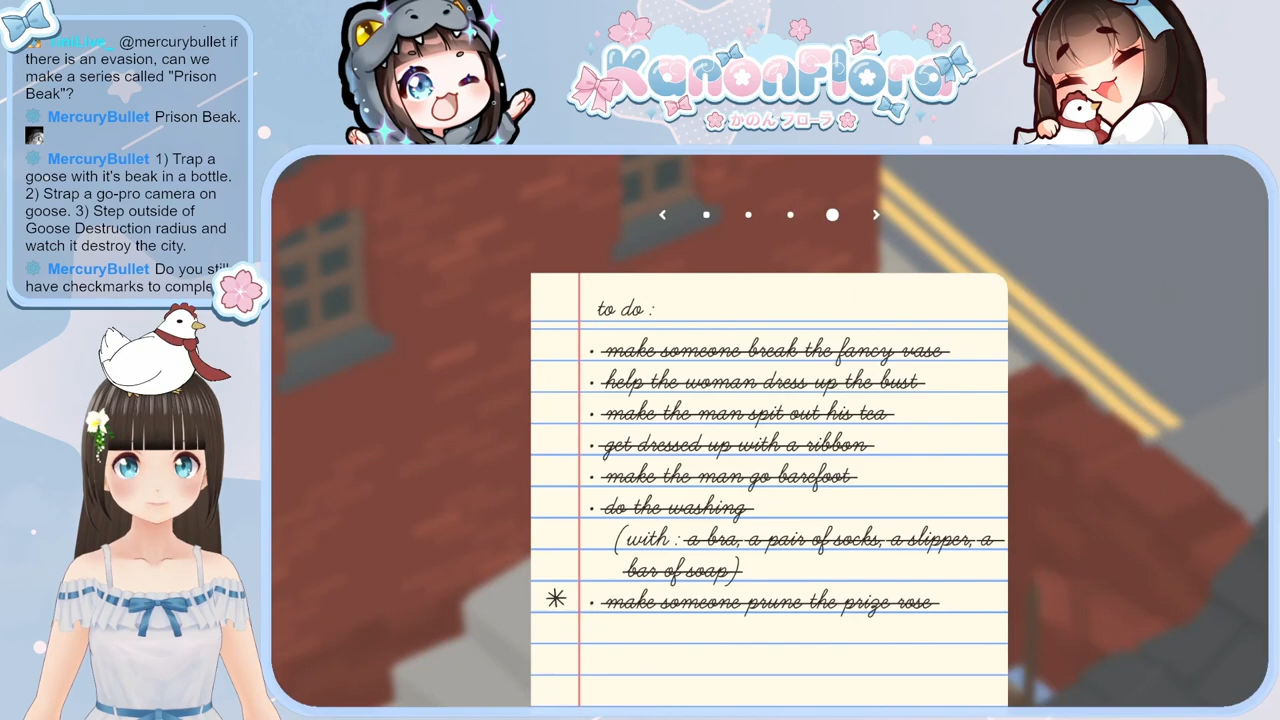 @mercurybullet if
there is an evasion, can we
make a series called "Prison
Beak"?
MercuryBullet Prison Beak.
MercuryBullet 1) Trap a
goose with it's beak in a bottle.
2) Strap a go-pro camera on
goose. 3) Step outside of
Goose Destruction radius and
watch it destroy the city.
MercuryBullet Do you still
have checkmarks to
KanonFlora
かのん フローラ
to do :
• make someone break the fancy vase
• help the woman dress up the bust
• make the man spit out his tea
• get dressed up with a ribbon
• make the man go barefoot
• do the washing
(with : a bra, a pair of socks, a slipper, a
bar of soap)
• make someone prune the prize rose